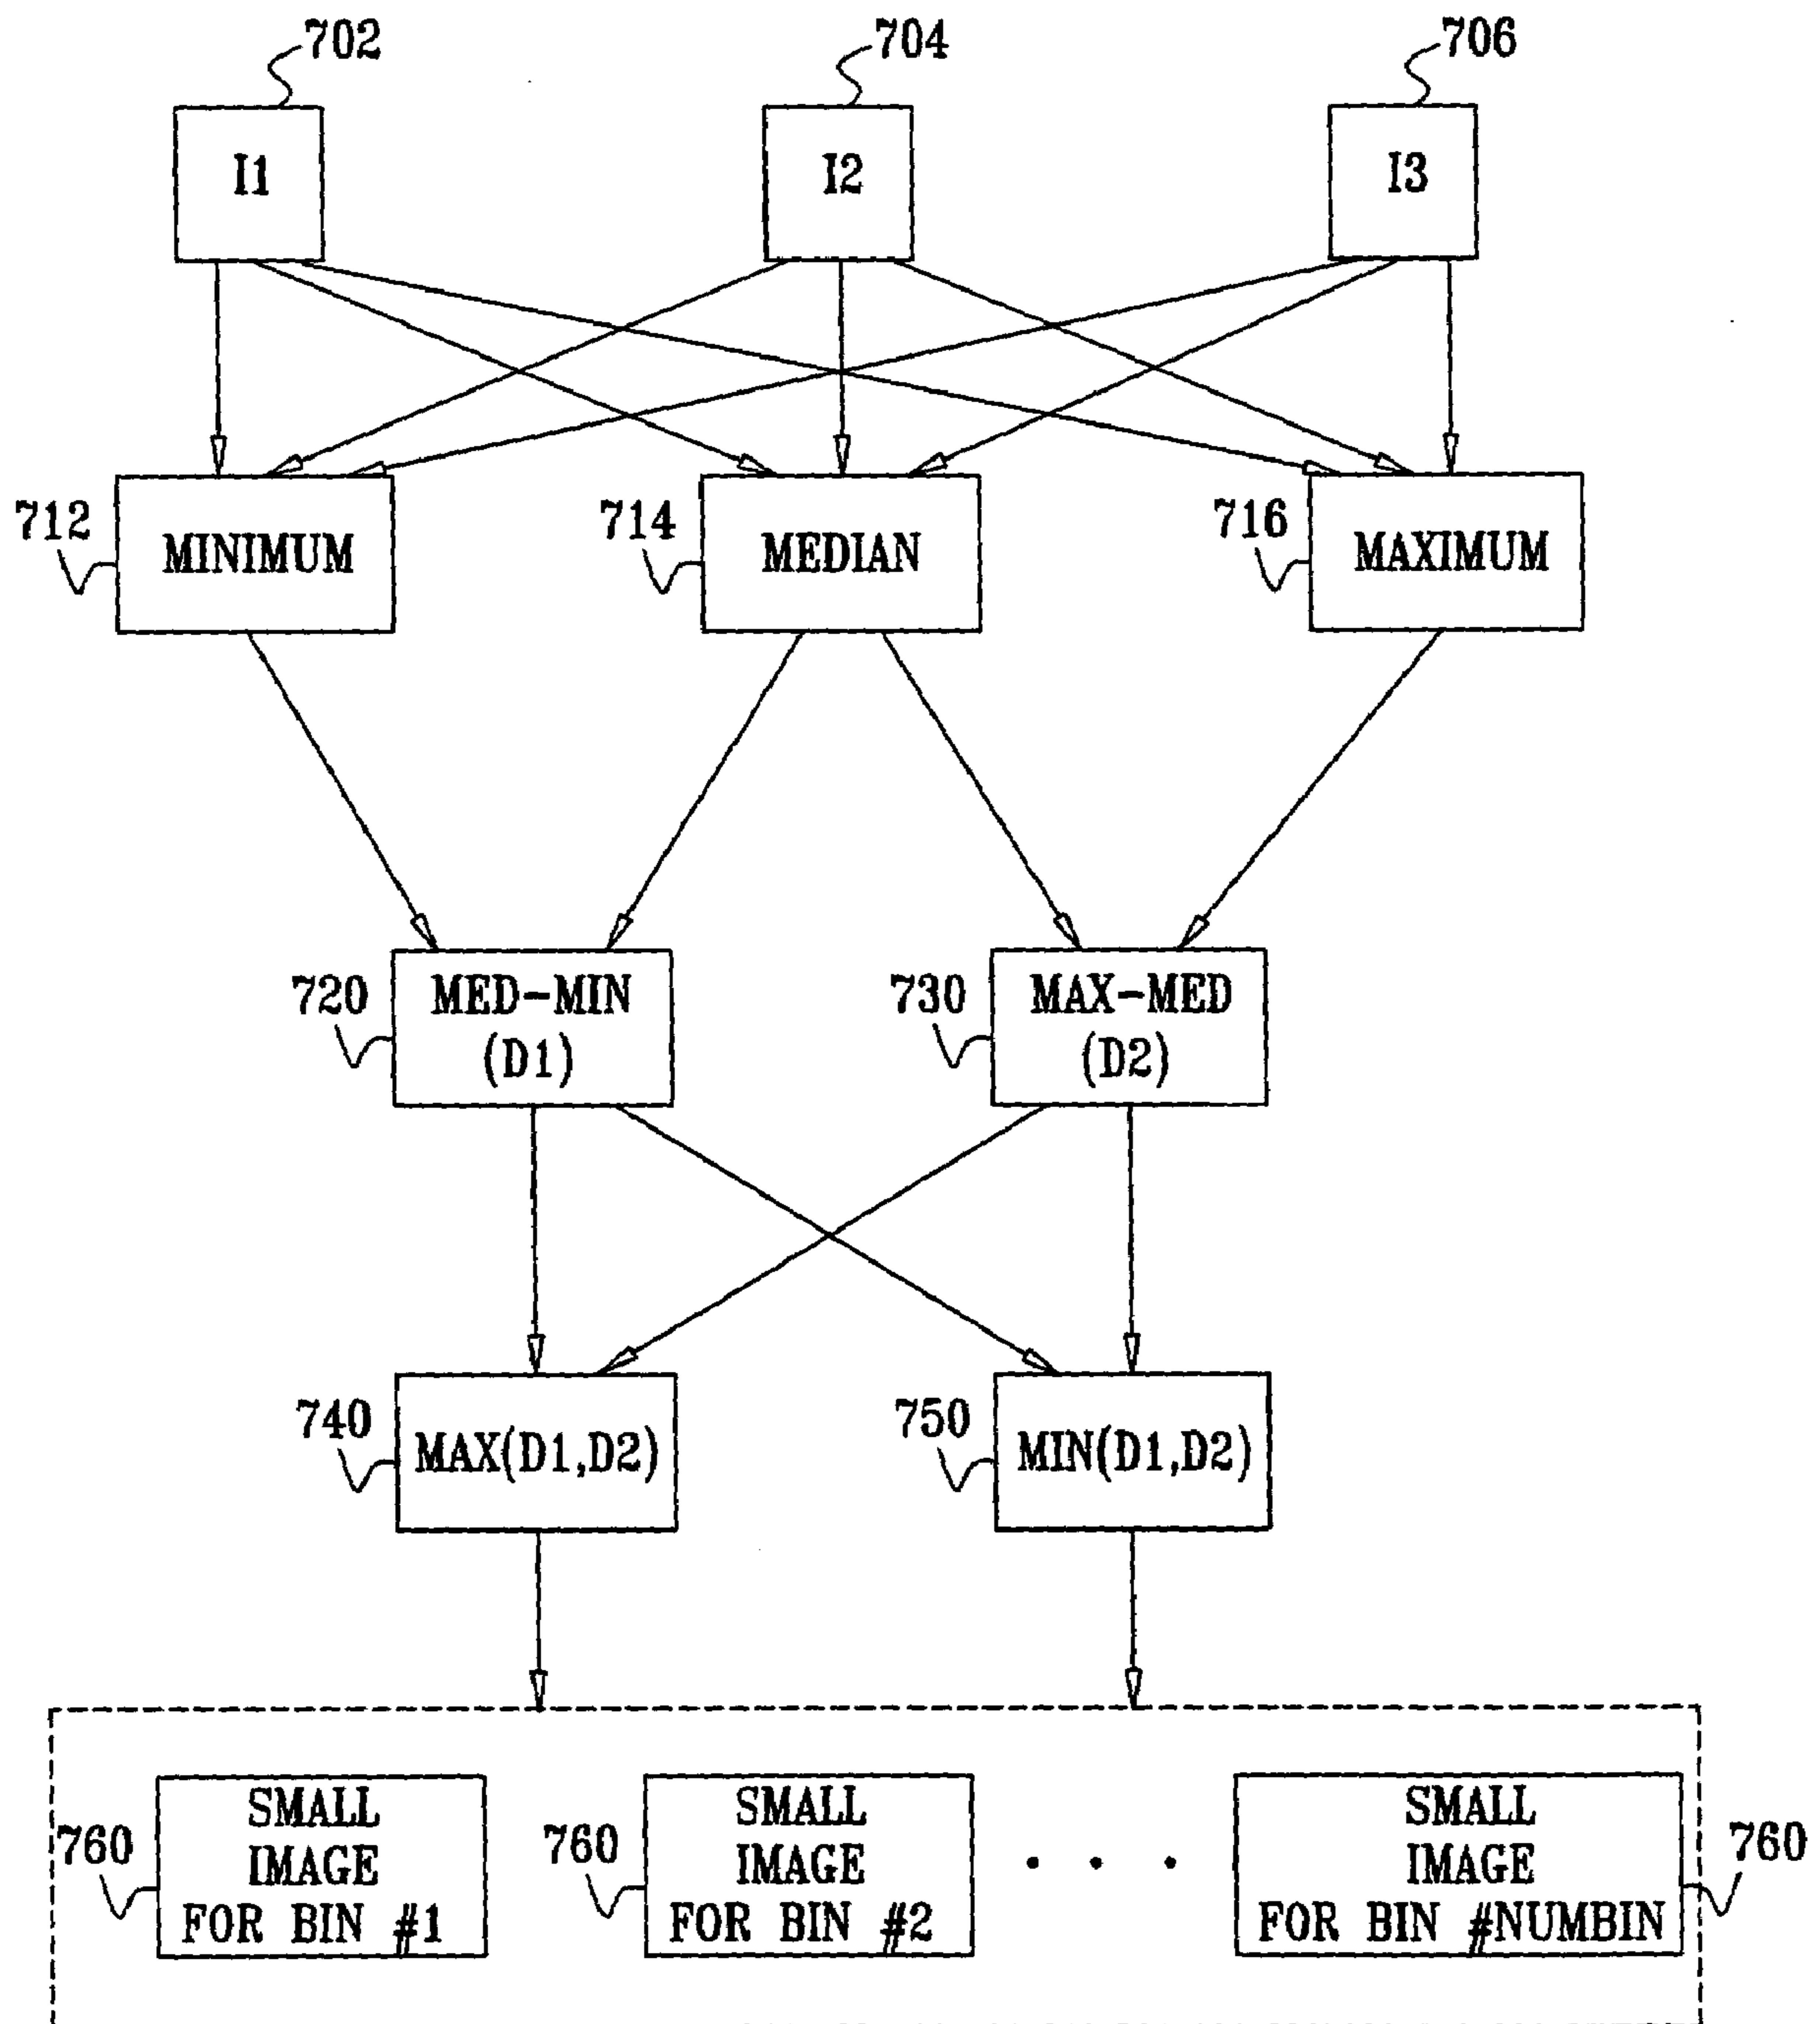 702
704
706
I1
I2
I3
712
MINIMUM
714
MEDIAN
716
MAXIMUM
720
MED-MIN
(D1)
730
MAX-MED
(D2)
740
MAX(D1,D2)
750
MIN(D1,D2)
760
SMALL
IMAGE
FOR BIN #1
760
SMALL
IMAGE
FOR BIN #2
. . .
SMALL
IMAGE
FOR BIN #NUMBIN
760